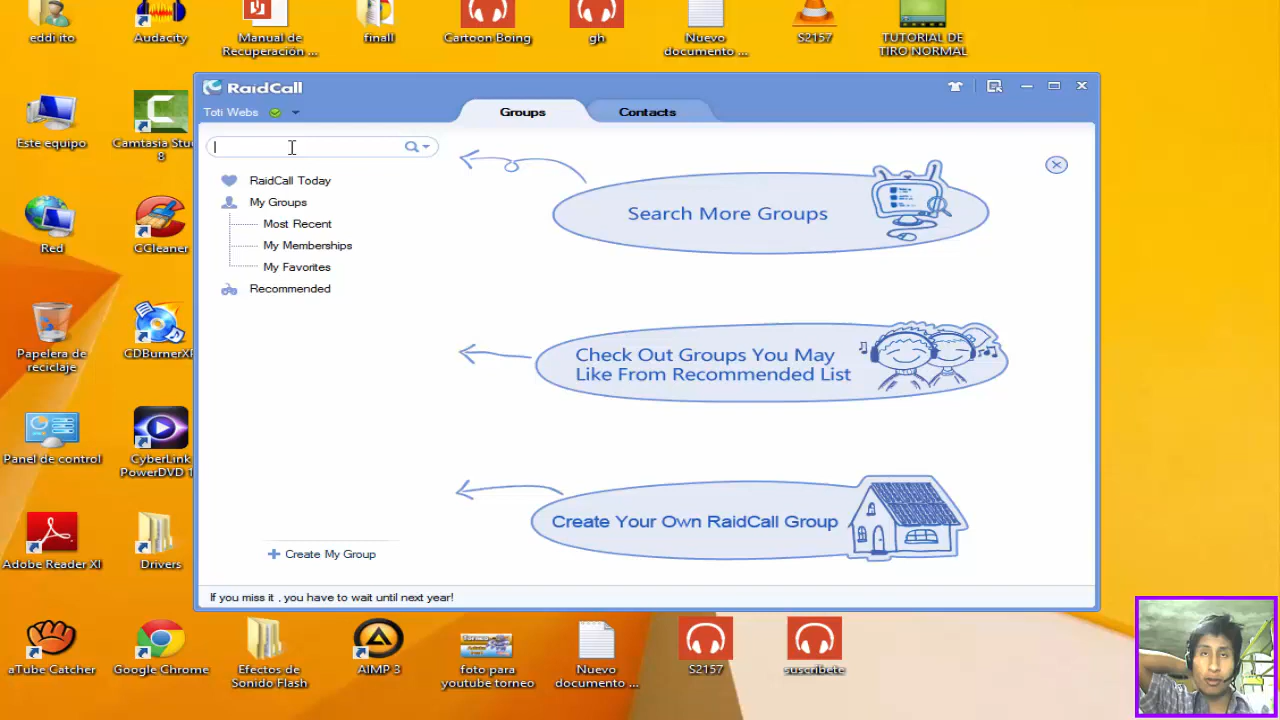 eddi ito
Audacity
Manual de
Recuperación ...
finall
Cartoon Boing
gh
Nuevo
documento ...
S2157
TUTORIAL DE
TIRO NORMAL
RaidCall
Toti Webs
Groups
Contacts
Este equipo
Camtasia Stu
8
RaidCall Today
My Groups
Most Recent
My Memberships
My Favorites
Recommended
Search More Groups
Red
CCleaner
Check Out Groups You May
Like From Recommended List
Papelera de
reciclaje
CDBurnerXP
Panel de control
CyberLink
PowerDVD 1
Create Your Own RaidCall Group
Create My Group
Adobe Reader XI
Drivers
If you miss it , you have to wait until next year!
aTube Catcher
Google Chrome
Efectos de
Sonido Flash
AIMP 3
foto para
youtube torneo
Nuevo
documento ...
S2157
suscribete